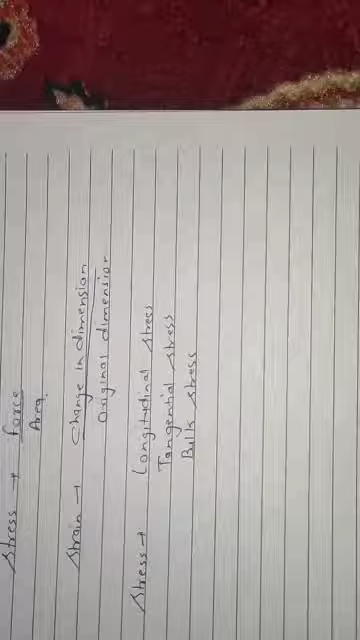 Stress → Force
Area
Strain → Change in dimension
Original dimension
Stress → Longitudinal stress
Tangential stress
Bulk stress